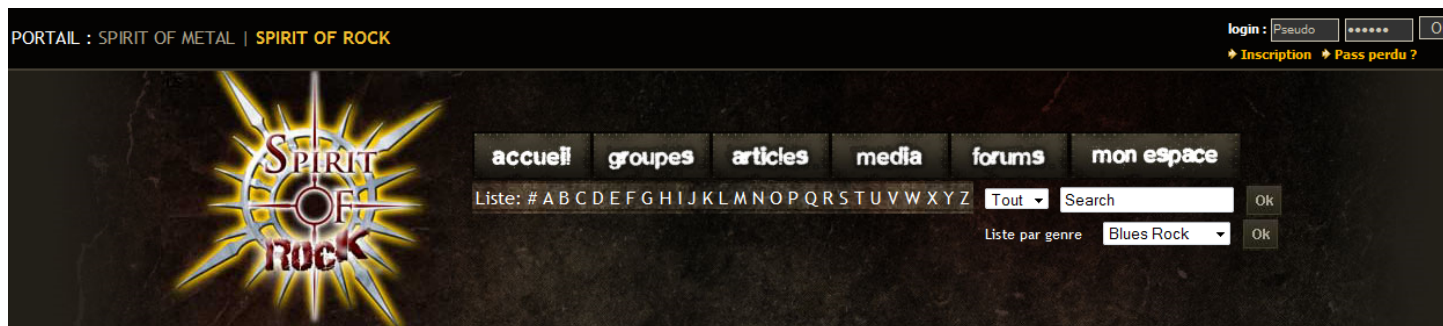 PORTAIL : SPIRIT OF METAL | SPIRIT OF ROCK
login : Pseudo ••••••
Inscription Pass perdu ?
SPIRIT
OF
ROCK
accueil groupes articles media forums mon espace
Liste: # A B C D E F G H I J K L M N O P Q R S T U V W X Y Z Tout Search Ok
Liste par genre Blues Rock Ok